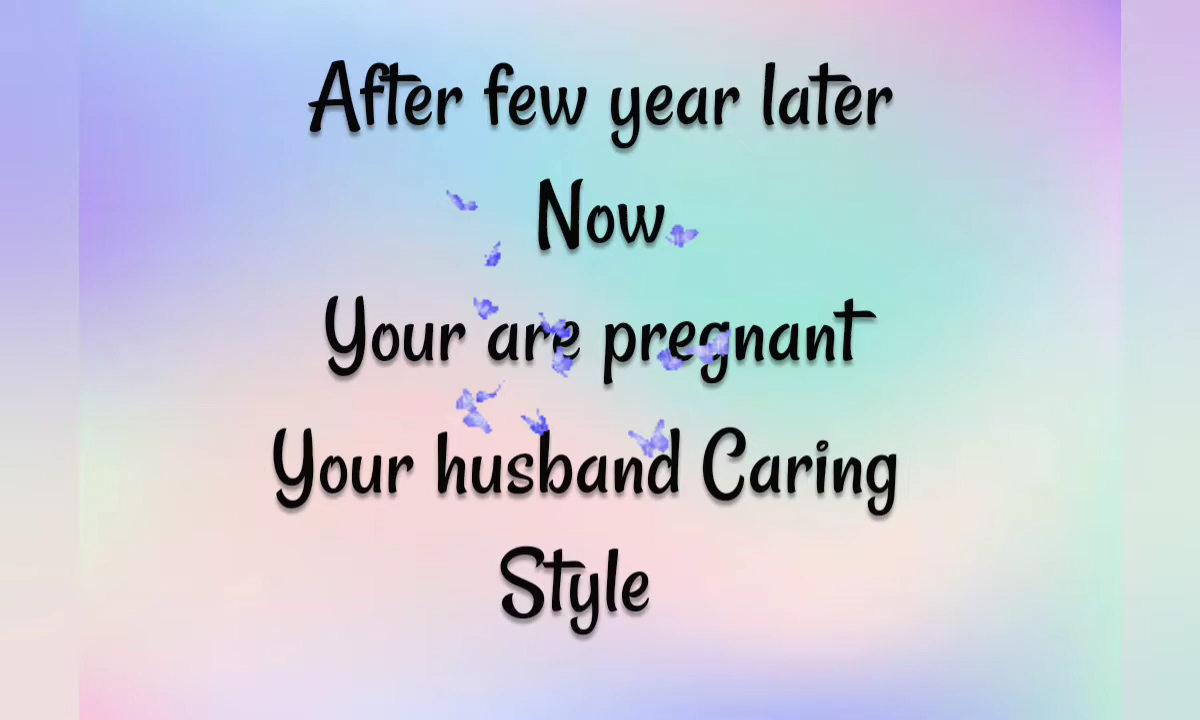 After few year later
Now
Your are pregnant
Your husband Caring
Style